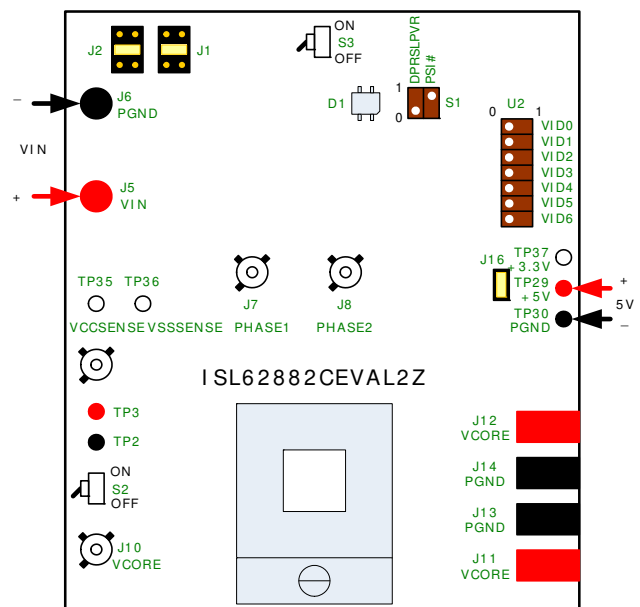 J2
J1
ON
S3
OFF
DPRSLPVR
PSI#
J6
PGND
−
D1
1
0
S1
U2
0 1
VID0
VID1
VID2
VID3
VID4
VID5
VID6
VIN
+
J5
VIN
TP35
TP36
VCCSENSE
VSSSENSE
J7
PHASE1
J8
PHASE2
J16
TP37
+3.3V
TP29
+5V
TP30
PGND
+
5V
−
ISL62882CEVAL2Z
TP3
TP2
ON
S2
OFF
J10
VCORE
J12
VCORE
J14
PGND
J13
PGND
J11
VCORE